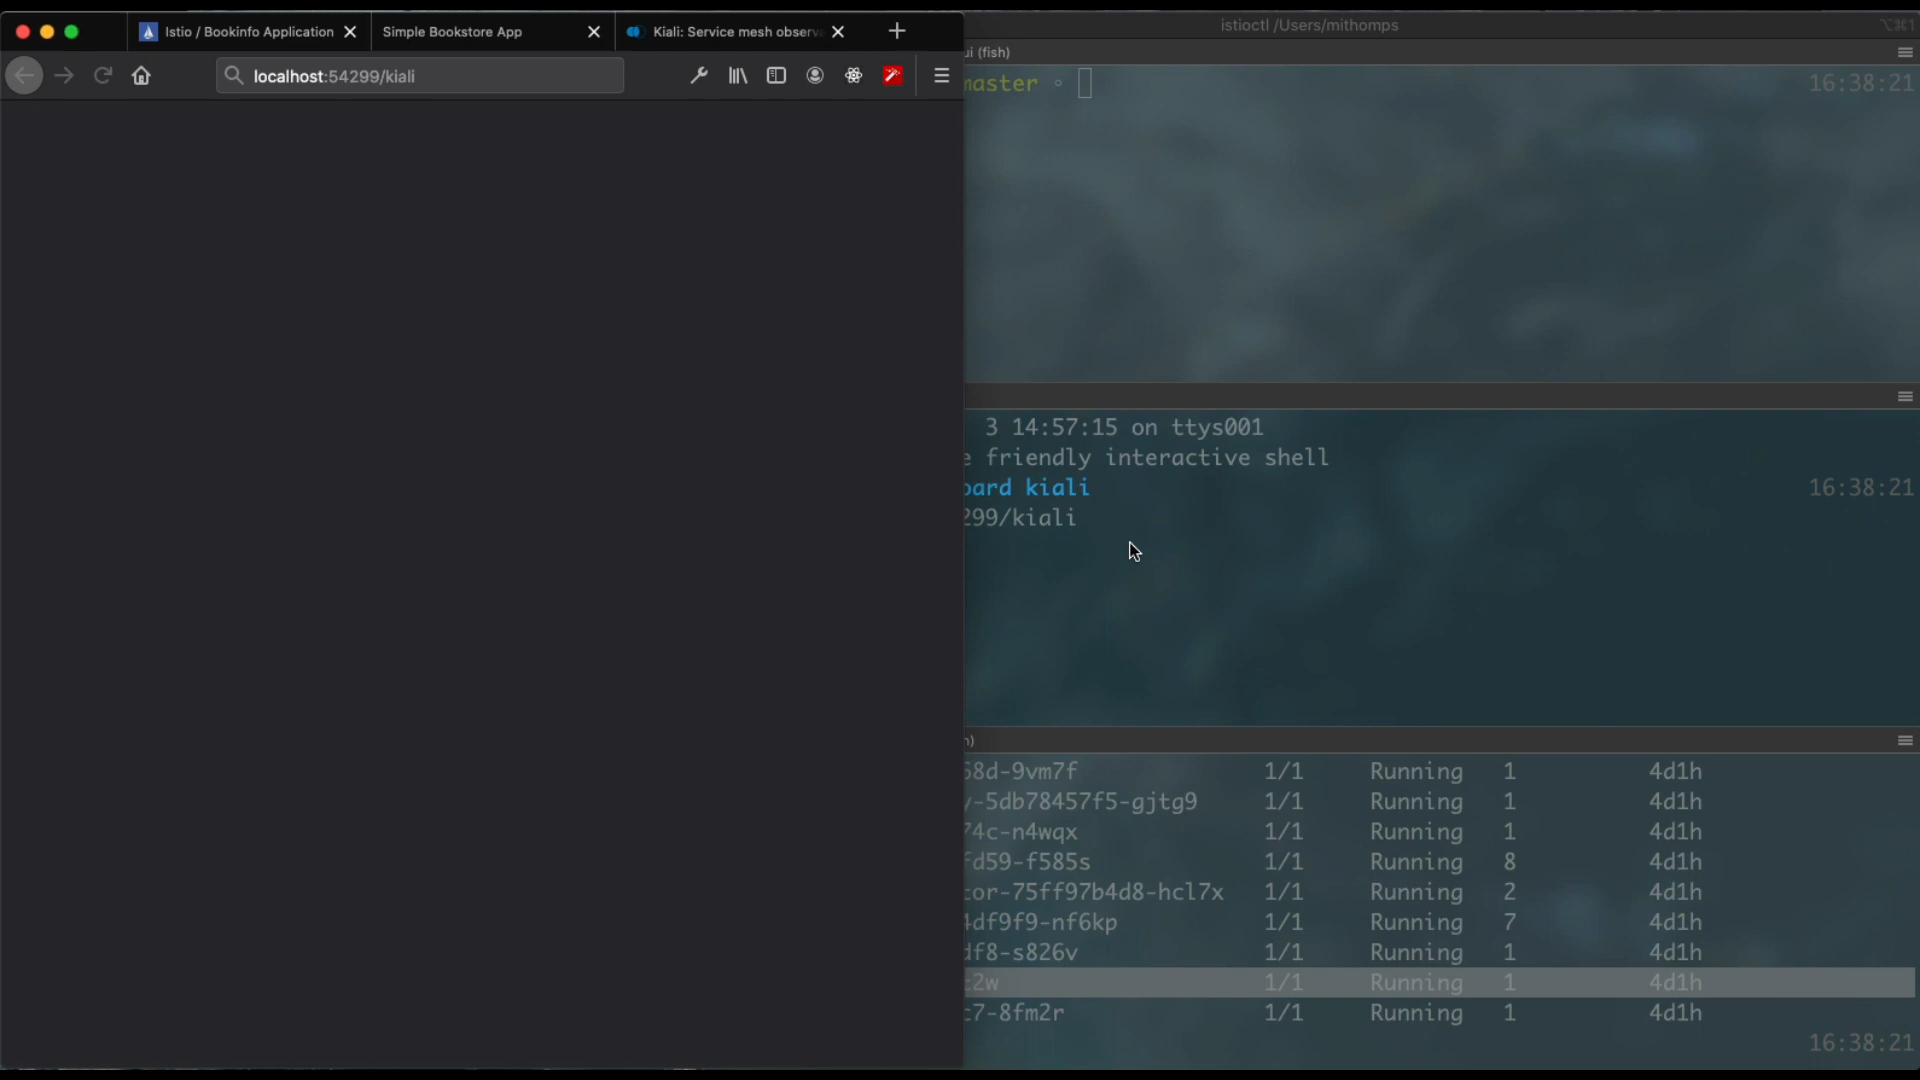 Istio / Bookinfo Application
Simple Bookstore App
Kiali: Service mesh observ
localhost:54299/kiali
istioctl /Users/mithomps
⌥⌘1
ui (fish)
master
16:38:21
3 14:57:15 on ttys001
e friendly interactive shell
oard kiali
16:38:21
299/kiali
h)
68d-9vm7f 1/1 Running 1 4d1h
y-5db78457f5-gjtg9 1/1 Running 1 4d1h
74c-n4wqx 1/1 Running 1 4d1h
fd59-f585s 1/1 Running 8 4d1h
tor-75ff97b4d8-hcl7x 1/1 Running 2 4d1h
4df9f9-nf6kp 1/1 Running 7 4d1h
df8-s826v 1/1 Running 1 4d1h
c2w 1/1 Running 1 4d1h
c7-8fm2r 1/1 Running 1 4d1h
16:38:21